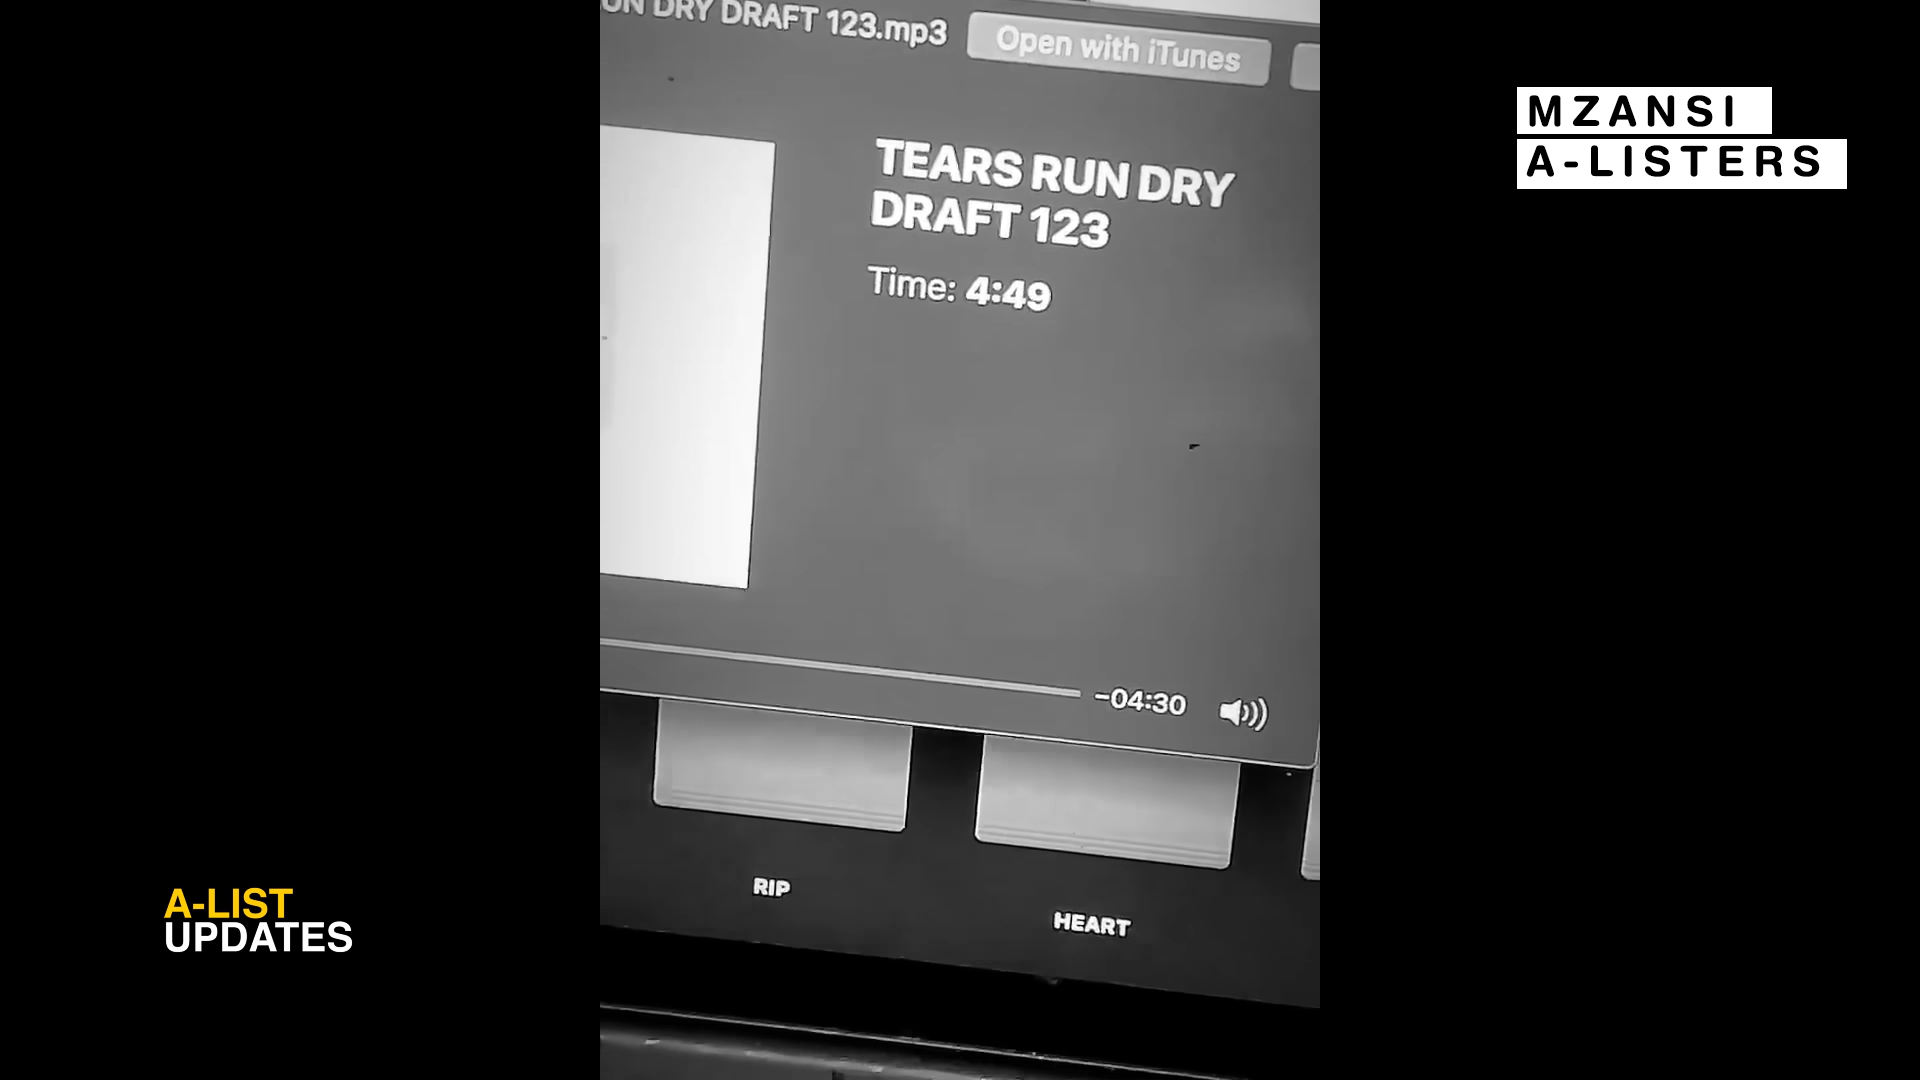 UN DRY DRAFT 123.mp3
Open with iTunes
MZANSI
A-LISTERS
TEARS RUN DRY
DRAFT 123
Time: 4:49
-04:30
RIP
HEART
A-LIST
UPDATES